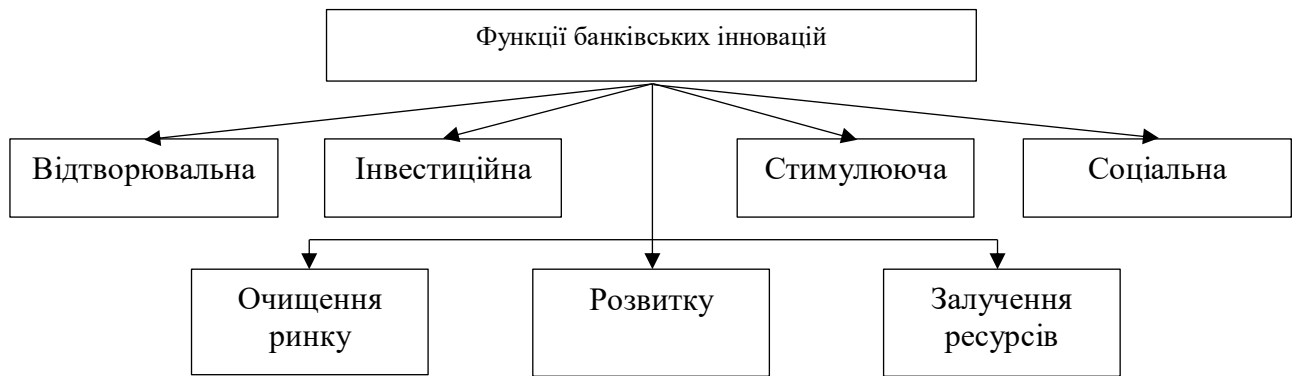 Функції банківських інновацій
Відтворювальна
Інвестиційна
Стимулююча
Соціальна
Очищення
ринку
Розвитку
Залучення
ресурсів